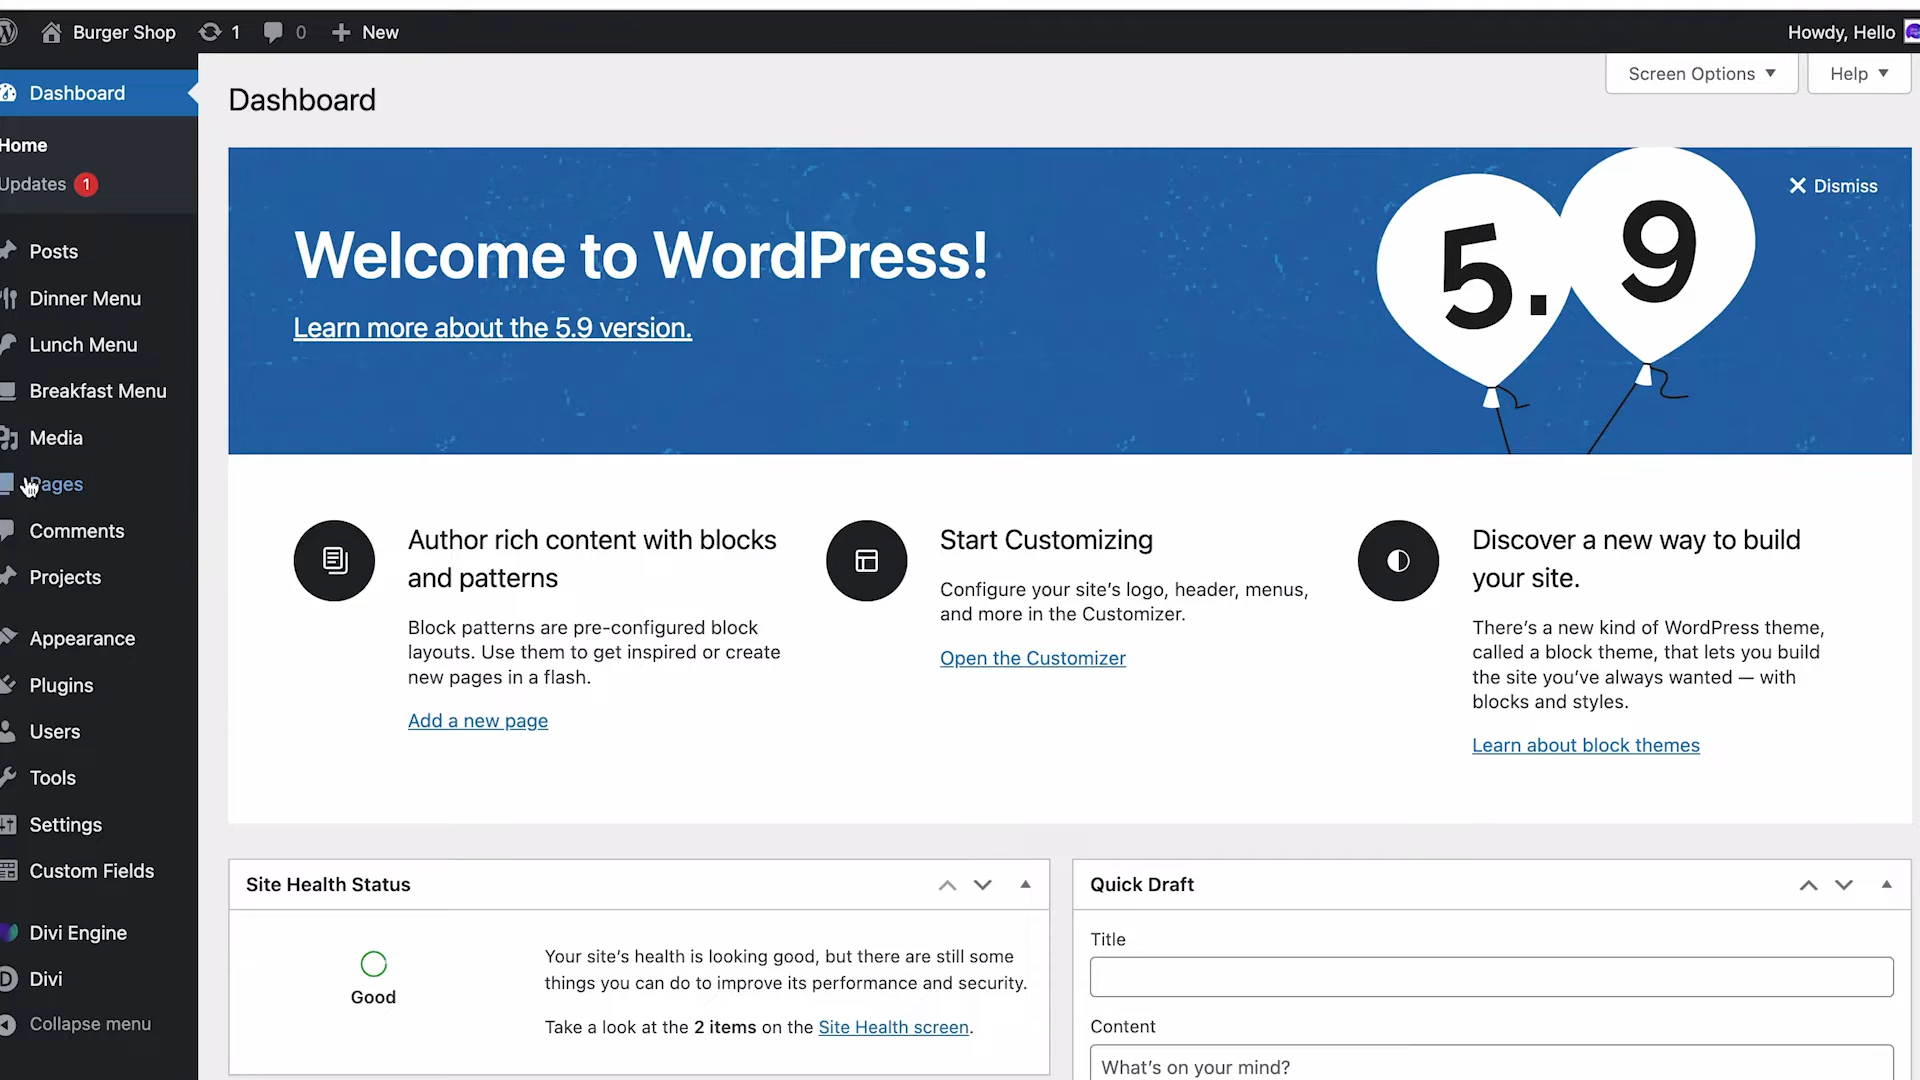 Burger Shop 1 0 New
Howdy, Hello
Dashboard
Home
Updates 1
Posts
Dinner Menu
Lunch Menu
Breakfast Menu
Media
Pages
Comments
Projects
Appearance
Plugins
Users
Tools
Settings
Custom Fields
Divi Engine
Divi
Collapse menu
Screen Options
Help
Dashboard
Dismiss
Welcome to WordPress!
Learn more about the 5.9 version.
5.9
Author rich content with blocks
and patterns
Block patterns are pre-configured block
layouts. Use them to get inspired or create
new pages in a flash.
Add a new page
Start Customizing
Configure your site’s logo, header, menus,
and more in the Customizer.
Open the Customizer
Discover a new way to build
your site.
There’s a new kind of WordPress theme,
called a block theme, that lets you build
the site you’ve always wanted — with
blocks and styles.
Learn about block themes
Site Health Status
Good
Your site’s health is looking good, but there are still some
things you can do to improve its performance and security.
Take a look at the 2 items on the Site Health screen.
Quick Draft
Title
Content
What’s on your mind?